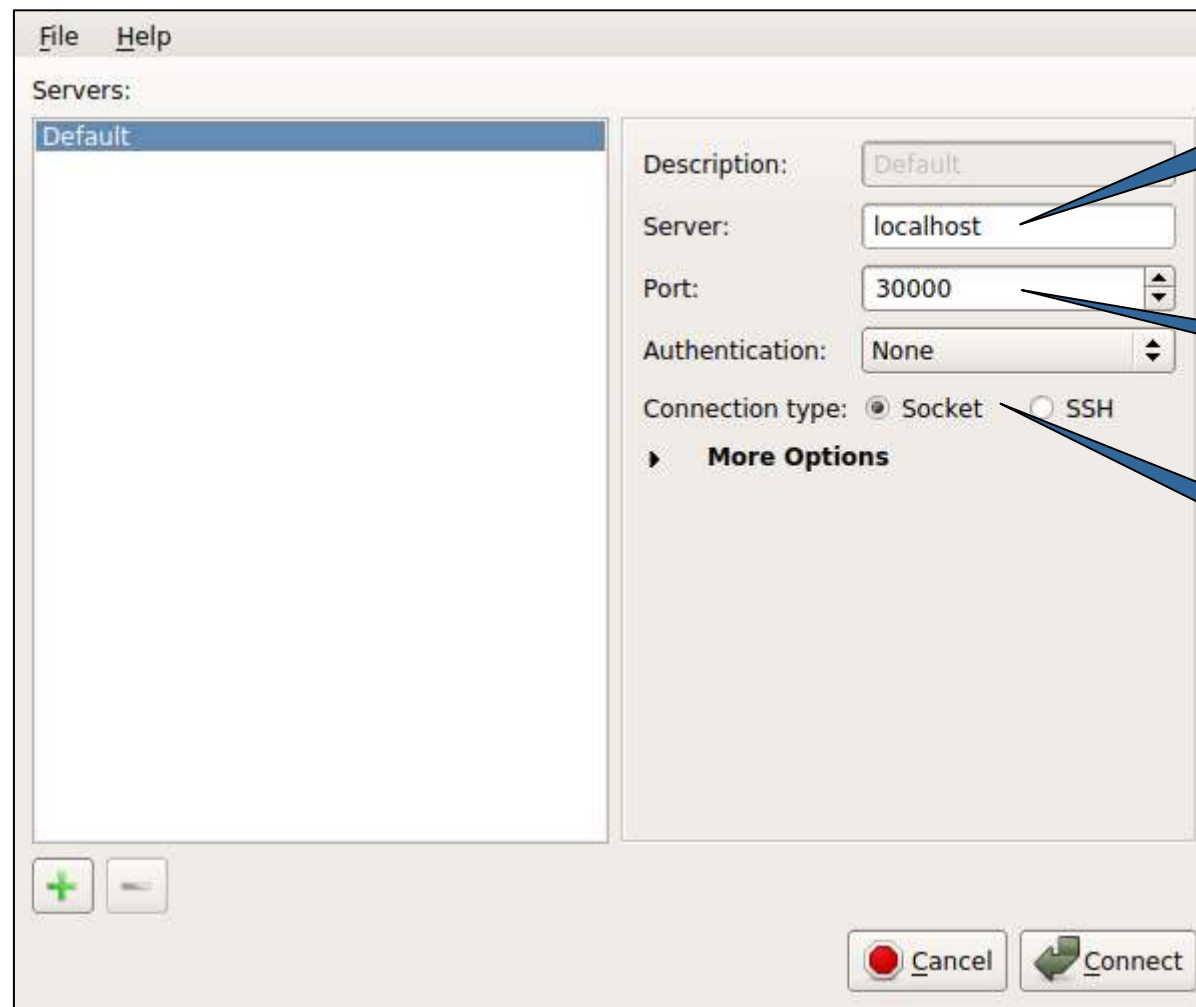 File Help
Servers:
Default
Description: Default
Server: localhost
Port: 30000
Authentication: None
Connection type: Socket SSH
More Options
Cancel Connect